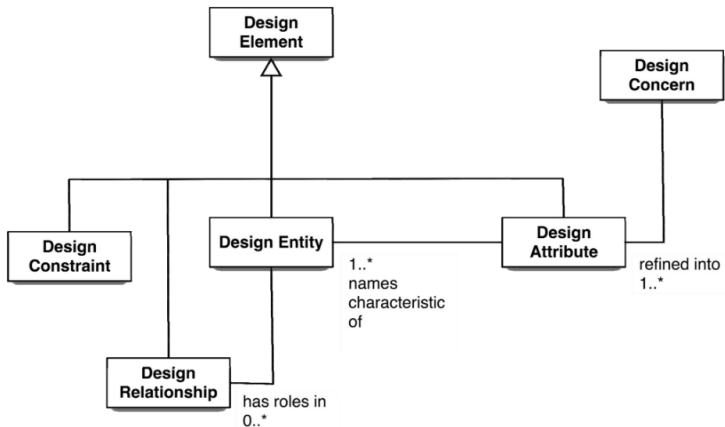 Design
Element
Design
Concern
Design
Constraint
Design Entity
Design
Attribute
1..*
names
characteristic
of
refined into
1..*
Design
Relationship
has roles in
0..*